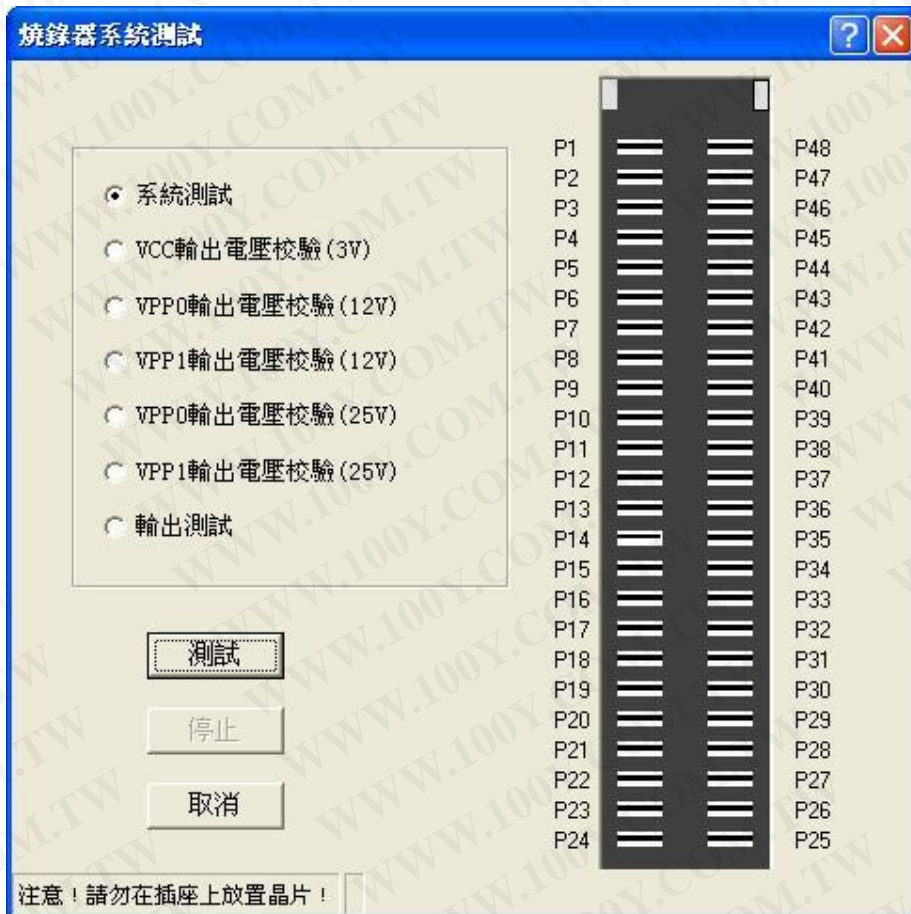 燒錄器系統測試
系統測試
VCC輸出電壓校驗(3V)
VPP0輸出電壓校驗(12V)
VPP1輸出電壓校驗(12V)
VPP0輸出電壓校驗(25V)
VPP1輸出電壓校驗(25V)
輸出測試
測試
停止
取消
P1 P48
P2 P47
P3 P46
P4 P45
P5 P44
P6 P43
P7 P42
P8 P41
P9 P40
P10 P39
P11 P38
P12 P37
P13 P36
P14 P35
P15 P34
P16 P33
P17 P32
P18 P31
P19 P30
P20 P29
P21 P28
P22 P27
P23 P26
P24 P25
注意!請勿在插座上放置晶片!
WWW.100Y.COM.TW